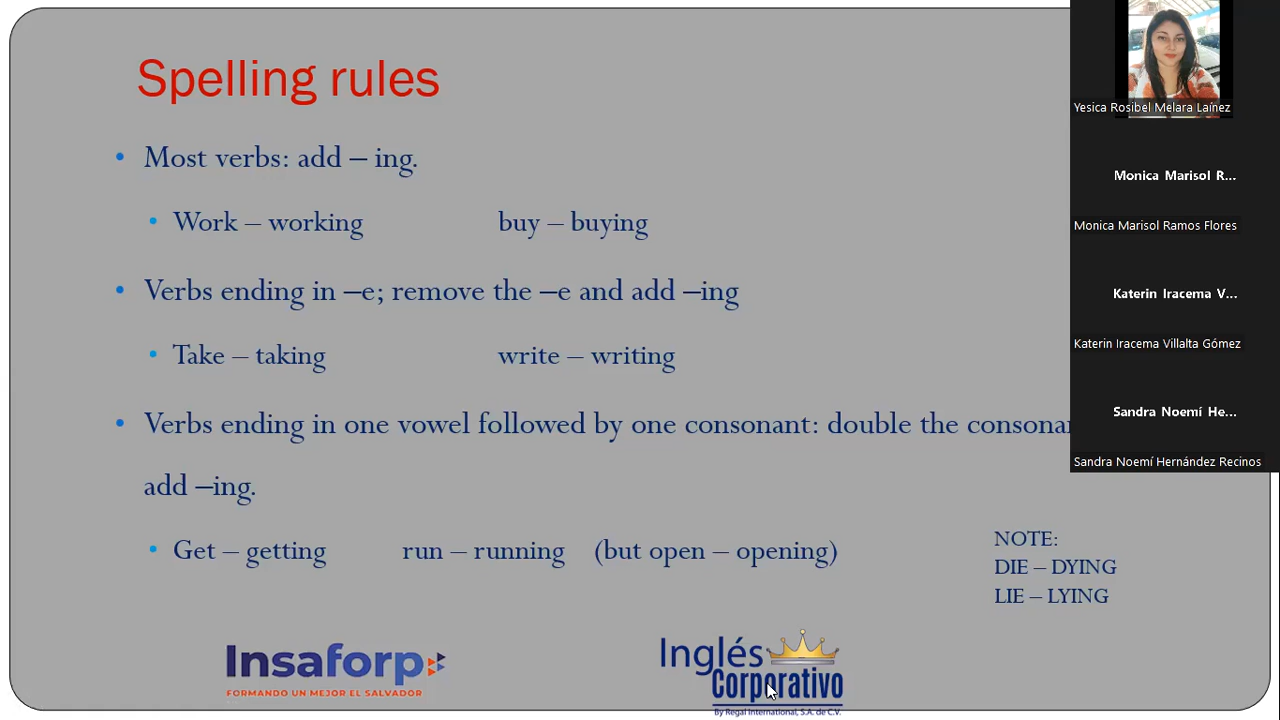 Spelling rules
• Most verbs: add – ing.
• Work – working buy – buying
• Verbs ending in –e; remove the –e and add –ing
• Take – taking write – writing
• Verbs ending in one vowel followed by one consonant: double the
add –ing.
• Get – getting run – running (but open – opening)
NOTE:
DIE – DYING
LIE – LYING
Insaforp
FORMANDO UN MEJOR EL SALVADOR
Inglés
Corporativo
By Regal International, S.A. de C.V.
Yesica Rosibel Melara Laínez
Monica Marisol R...
Monica Marisol Ramos Flores
Katerin Iracema V...
Katerin Iracema Villalta Gómez
Sandra Noemí He...
Sandra Noemí Hernández Recinos